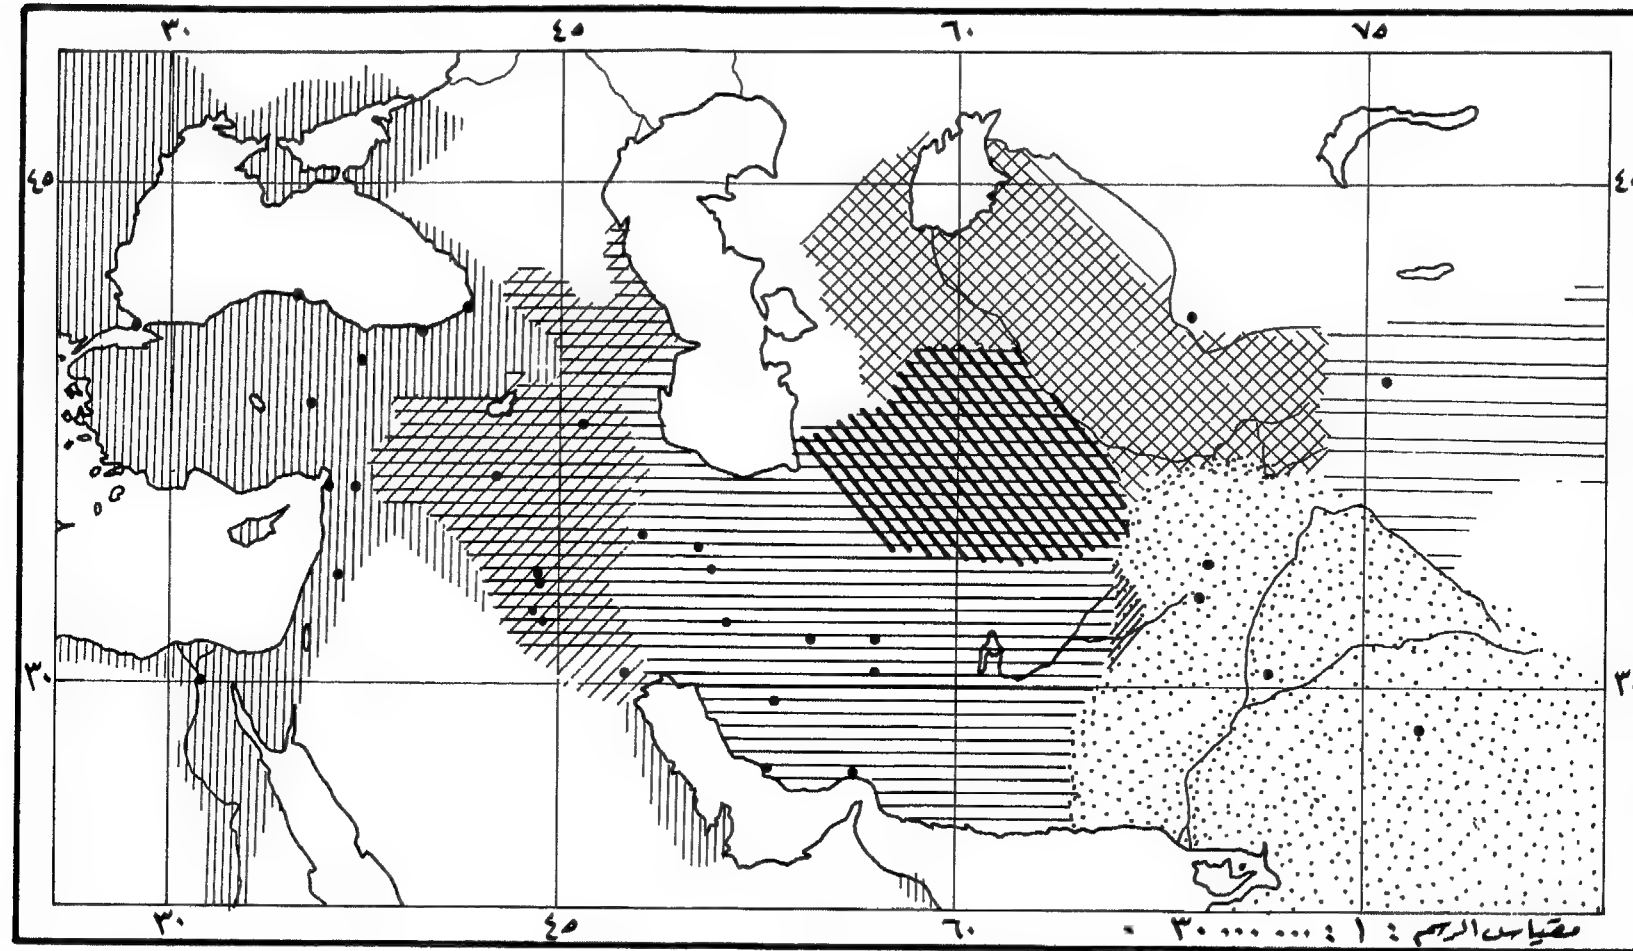 ٣٠ ٤٥ ٦٠ ٧٥
٤٥ ٤٥
٣٠ ٣٠
٣٠ ٤٥ ٦٠
مقياس الرسم : ١ : ٣٠٠٠٠٠٠٠